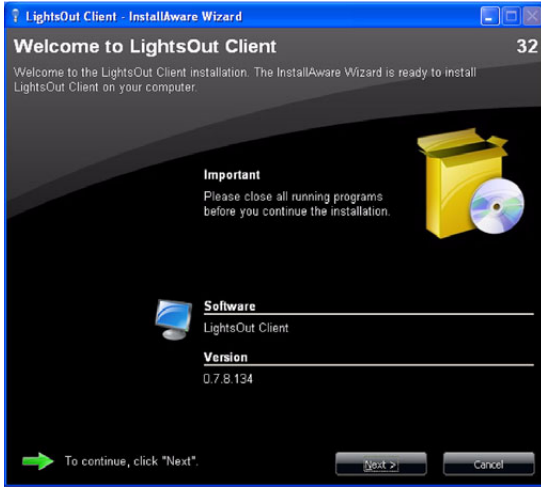 LightsOut Client - InstallAware Wizard
Welcome to LightsOut Client
32
Welcome to the LightsOut Client installation. The InstallAware Wizard is ready to install
LightsOut Client on your computer.
Important
Please close all running programs
before you continue the installation.
Software
LightsOut Client
Version
0.7.8.134
To continue, click "Next".
Next >
Cancel